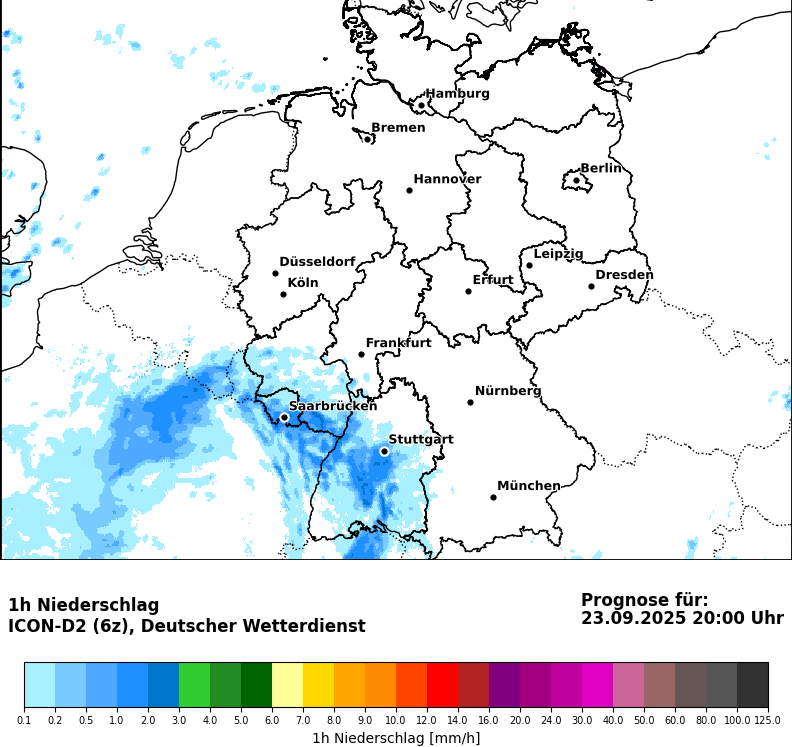 Hamburg
Bremen
Berlin
Hannover
Leipzig
Düsseldorf
Dresden
Köln
Erfurt
Frankfurt
Nürnberg
Saarbrücken
Stuttgart
München
1h Niederschlag
ICON-D2 (6z), Deutscher Wetterdienst
Prognose für:
23.09.2025 20:00 Uhr
0.1 0.2 0.5 1.0 2.0 3.0 4.0 5.0 6.0 7.0 8.0 9.0 10.0 12.0 14.0 16.0 20.0 24.0 30.0 40.0 50.0 60.0 80.0 100.0 125.0
1h Niederschlag [mm/h]